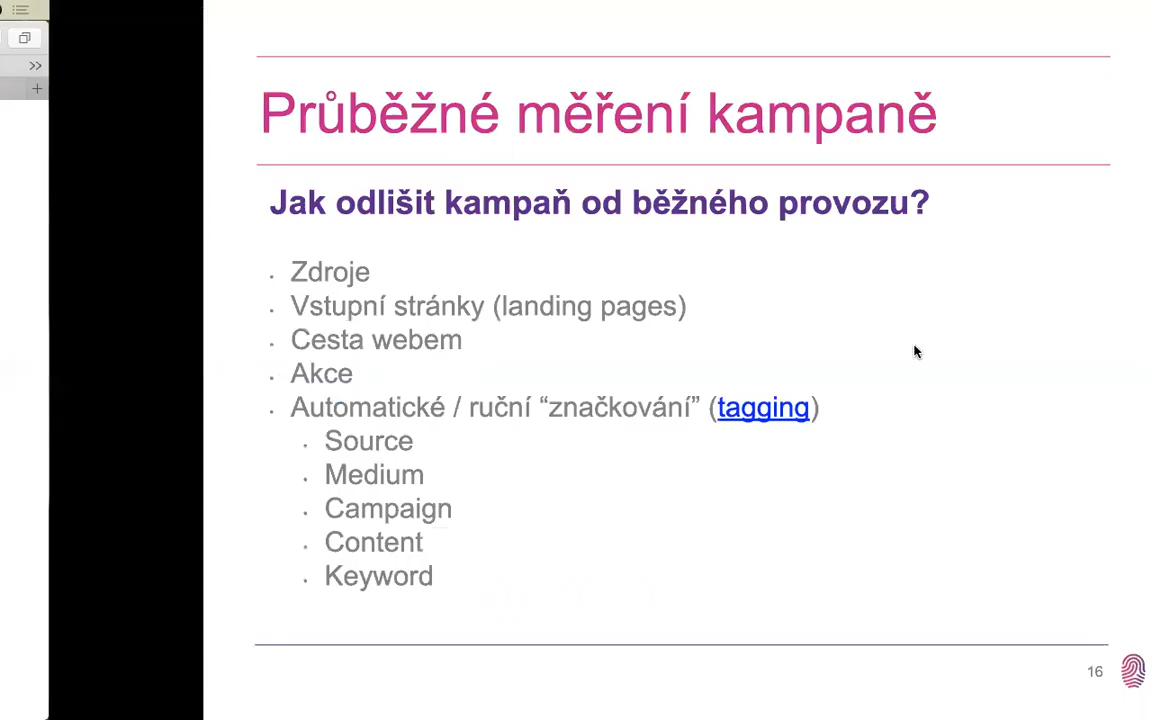 Průběžné měření kampaně
Jak odlišit kampaň od běžného provozu?
Zdroje
Vstupní stránky (landing pages)
Cesta webem
Akce
Automatické / ruční “značkování” (tagging)
Source
Medium
Campaign
Content
Keyword
16